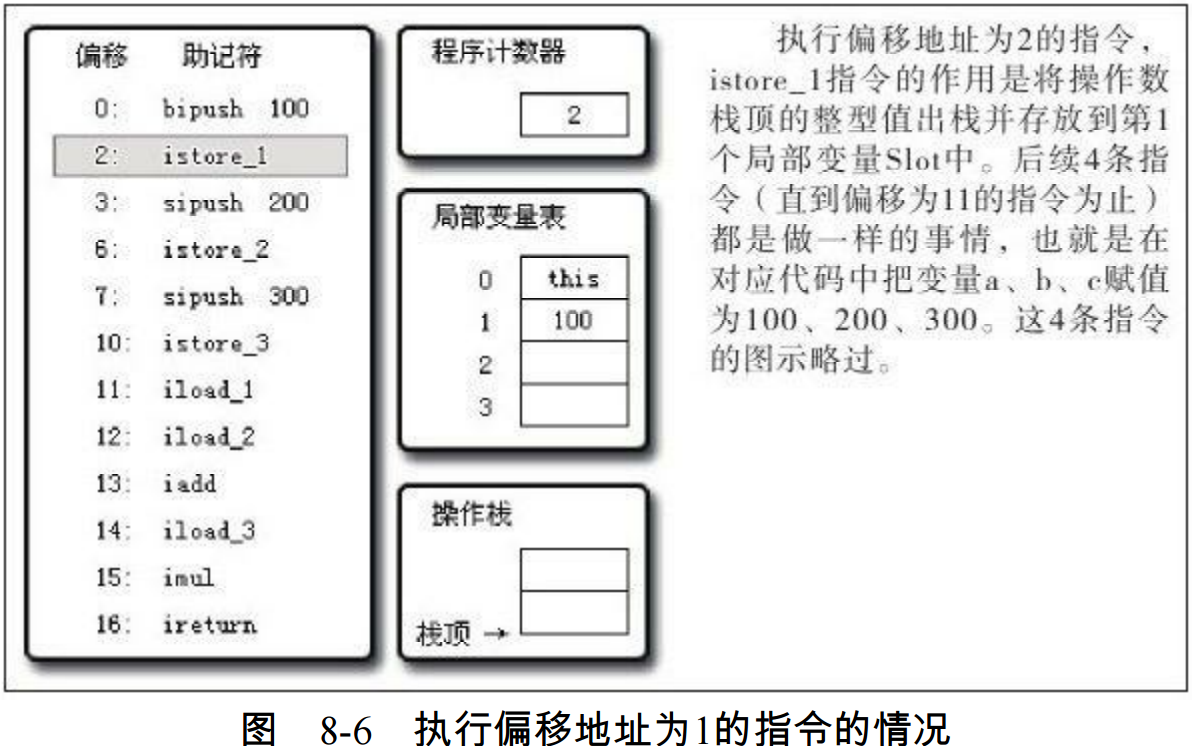 偏移 助记符
0: bipush 100
2: istore_1
3: sipush 200
6: istore_2
7: sipush 300
10: istore_3
11: iload_1
12: iload_2
13: iadd
14: iload_3
15: imul
16: ireturn
程序计数器
2
局部变量表
0 this
1 100
2
3
操作栈
栈顶 →
执行偏移地址为2的指令，
istore_1指令的作用是将操作数
栈顶的整型值出栈并存放到第1
个局部变量Slot中。后续4条指
令（直到偏移为11的指令为止）
都是做一样的事情，也就是在
对应代码中把变量a、b、c赋值
为100、200、300。这4条指令
的图示略过。
图 8-6 执行偏移地址为1的指令的情况